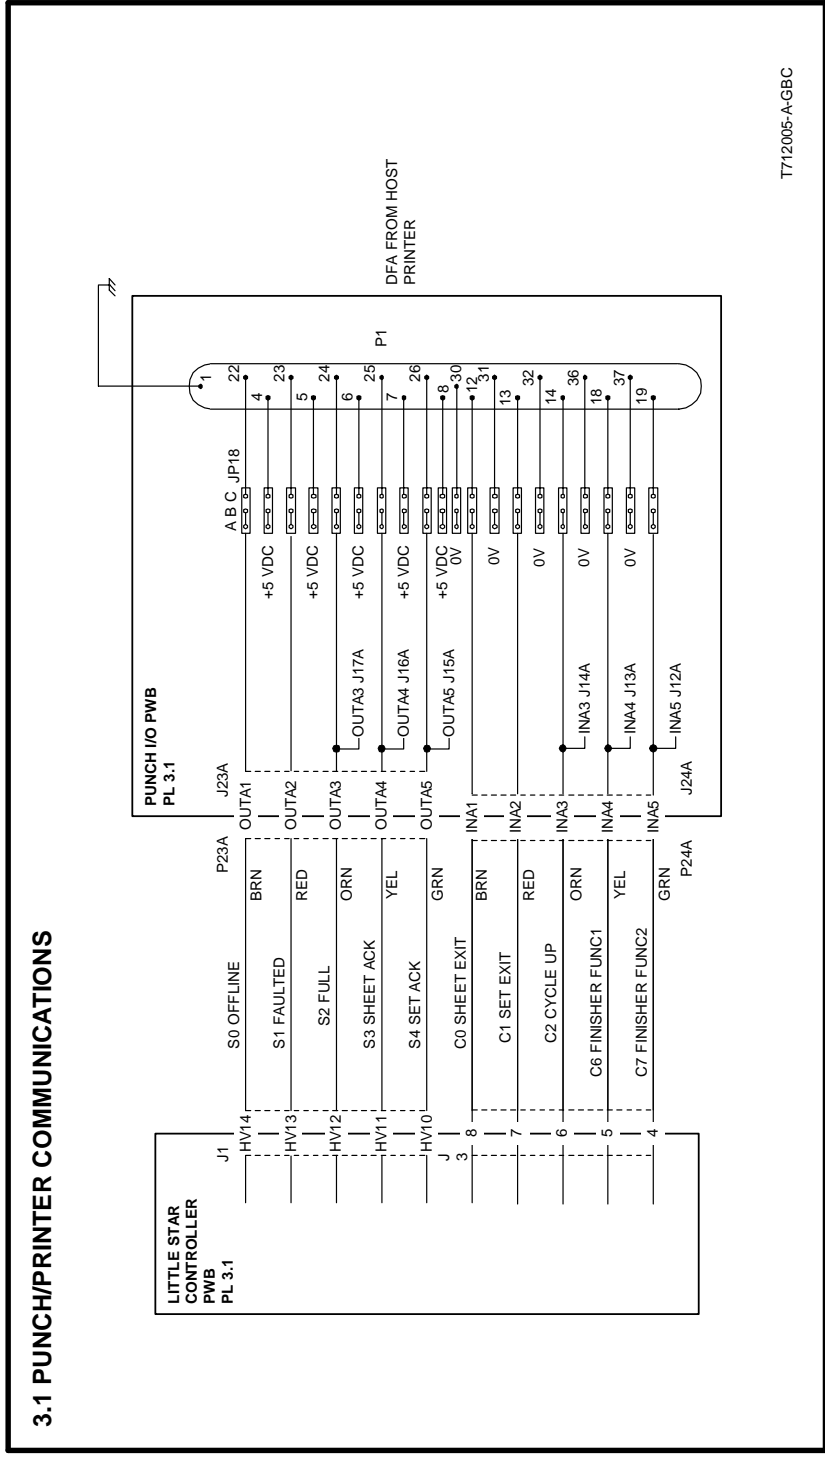 3.1 PUNCH/PRINTER COMMUNICATIONS
LITTLE STAR
CONTROLLER
PWB
PL 3.1
J1
HV14
HV13
HV12
HV11
HV10
J
3
8
7
6
5
4
S0 OFFLINE
S1 FAULTED
S2 FULL
S3 SHEET ACK
S4 SET ACK
C0 SHEET EXIT
C1 SET EXIT
C2 CYCLE UP
C6 FINISHER FUNC1
C7 FINISHER FUNC2
P23A
BRN
RED
ORN
YEL
GRN
BRN
RED
ORN
YEL
GRN
P24A
PUNCH I/O PWB
PL 3.1
J23A
OUTA1
OUTA2
OUTA3
OUTA4
OUTA5
INA1
INA2
INA3
INA4
INA5
J24A
OUTA3 J17A
OUTA4 J16A
OUTA5 J15A
INA3 J14A
INA4 J13A
INA5 J12A
A B C JP18
+5 VDC
+5 VDC
+5 VDC
+5 VDC
+5 VDC
0V
0V
0V
0V
0V
1
22
4
23
5
24
6
25
7
26
8
30
12
31
13
32
14
36
18
37
19
P1
DFA FROM HOST
PRINTER
T712005-A-GBC